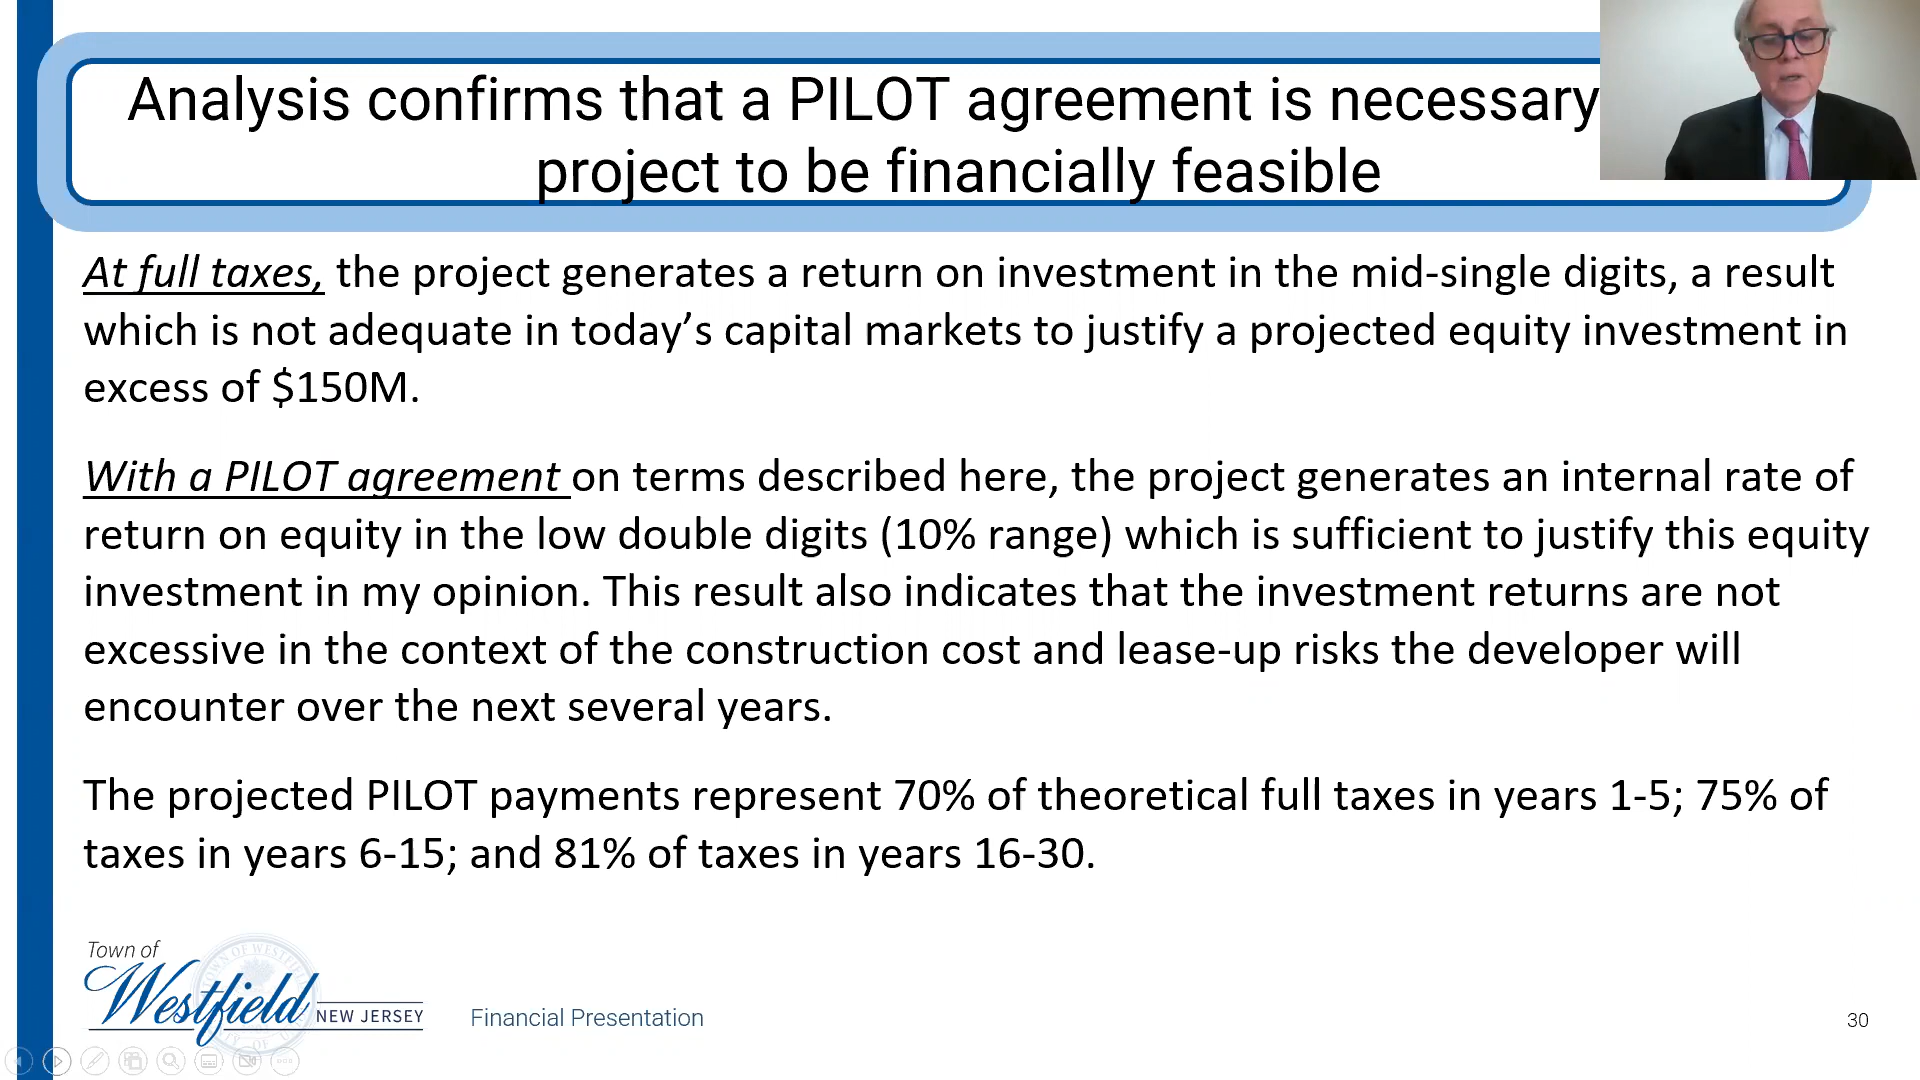 Analysis confirms that a PILOT agreement is necessary
project to be financially feasible
At full taxes, the project generates a return on investment in the mid-single digits, a result
which is not adequate in today’s capital markets to justify a projected equity investment in
excess of $150M.
With a PILOT agreement on terms described here, the project generates an internal rate of
return on equity in the low double digits (10% range) which is sufficient to justify this equity
investment in my opinion. This result also indicates that the investment returns are not
excessive in the context of the construction cost and lease-up risks the developer will
encounter over the next several years.
The projected PILOT payments represent 70% of theoretical full taxes in years 1-5; 75% of
taxes in years 6-15; and 81% of taxes in years 16-30.
Town of
Westfield
NEW JERSEY
Financial Presentation
30